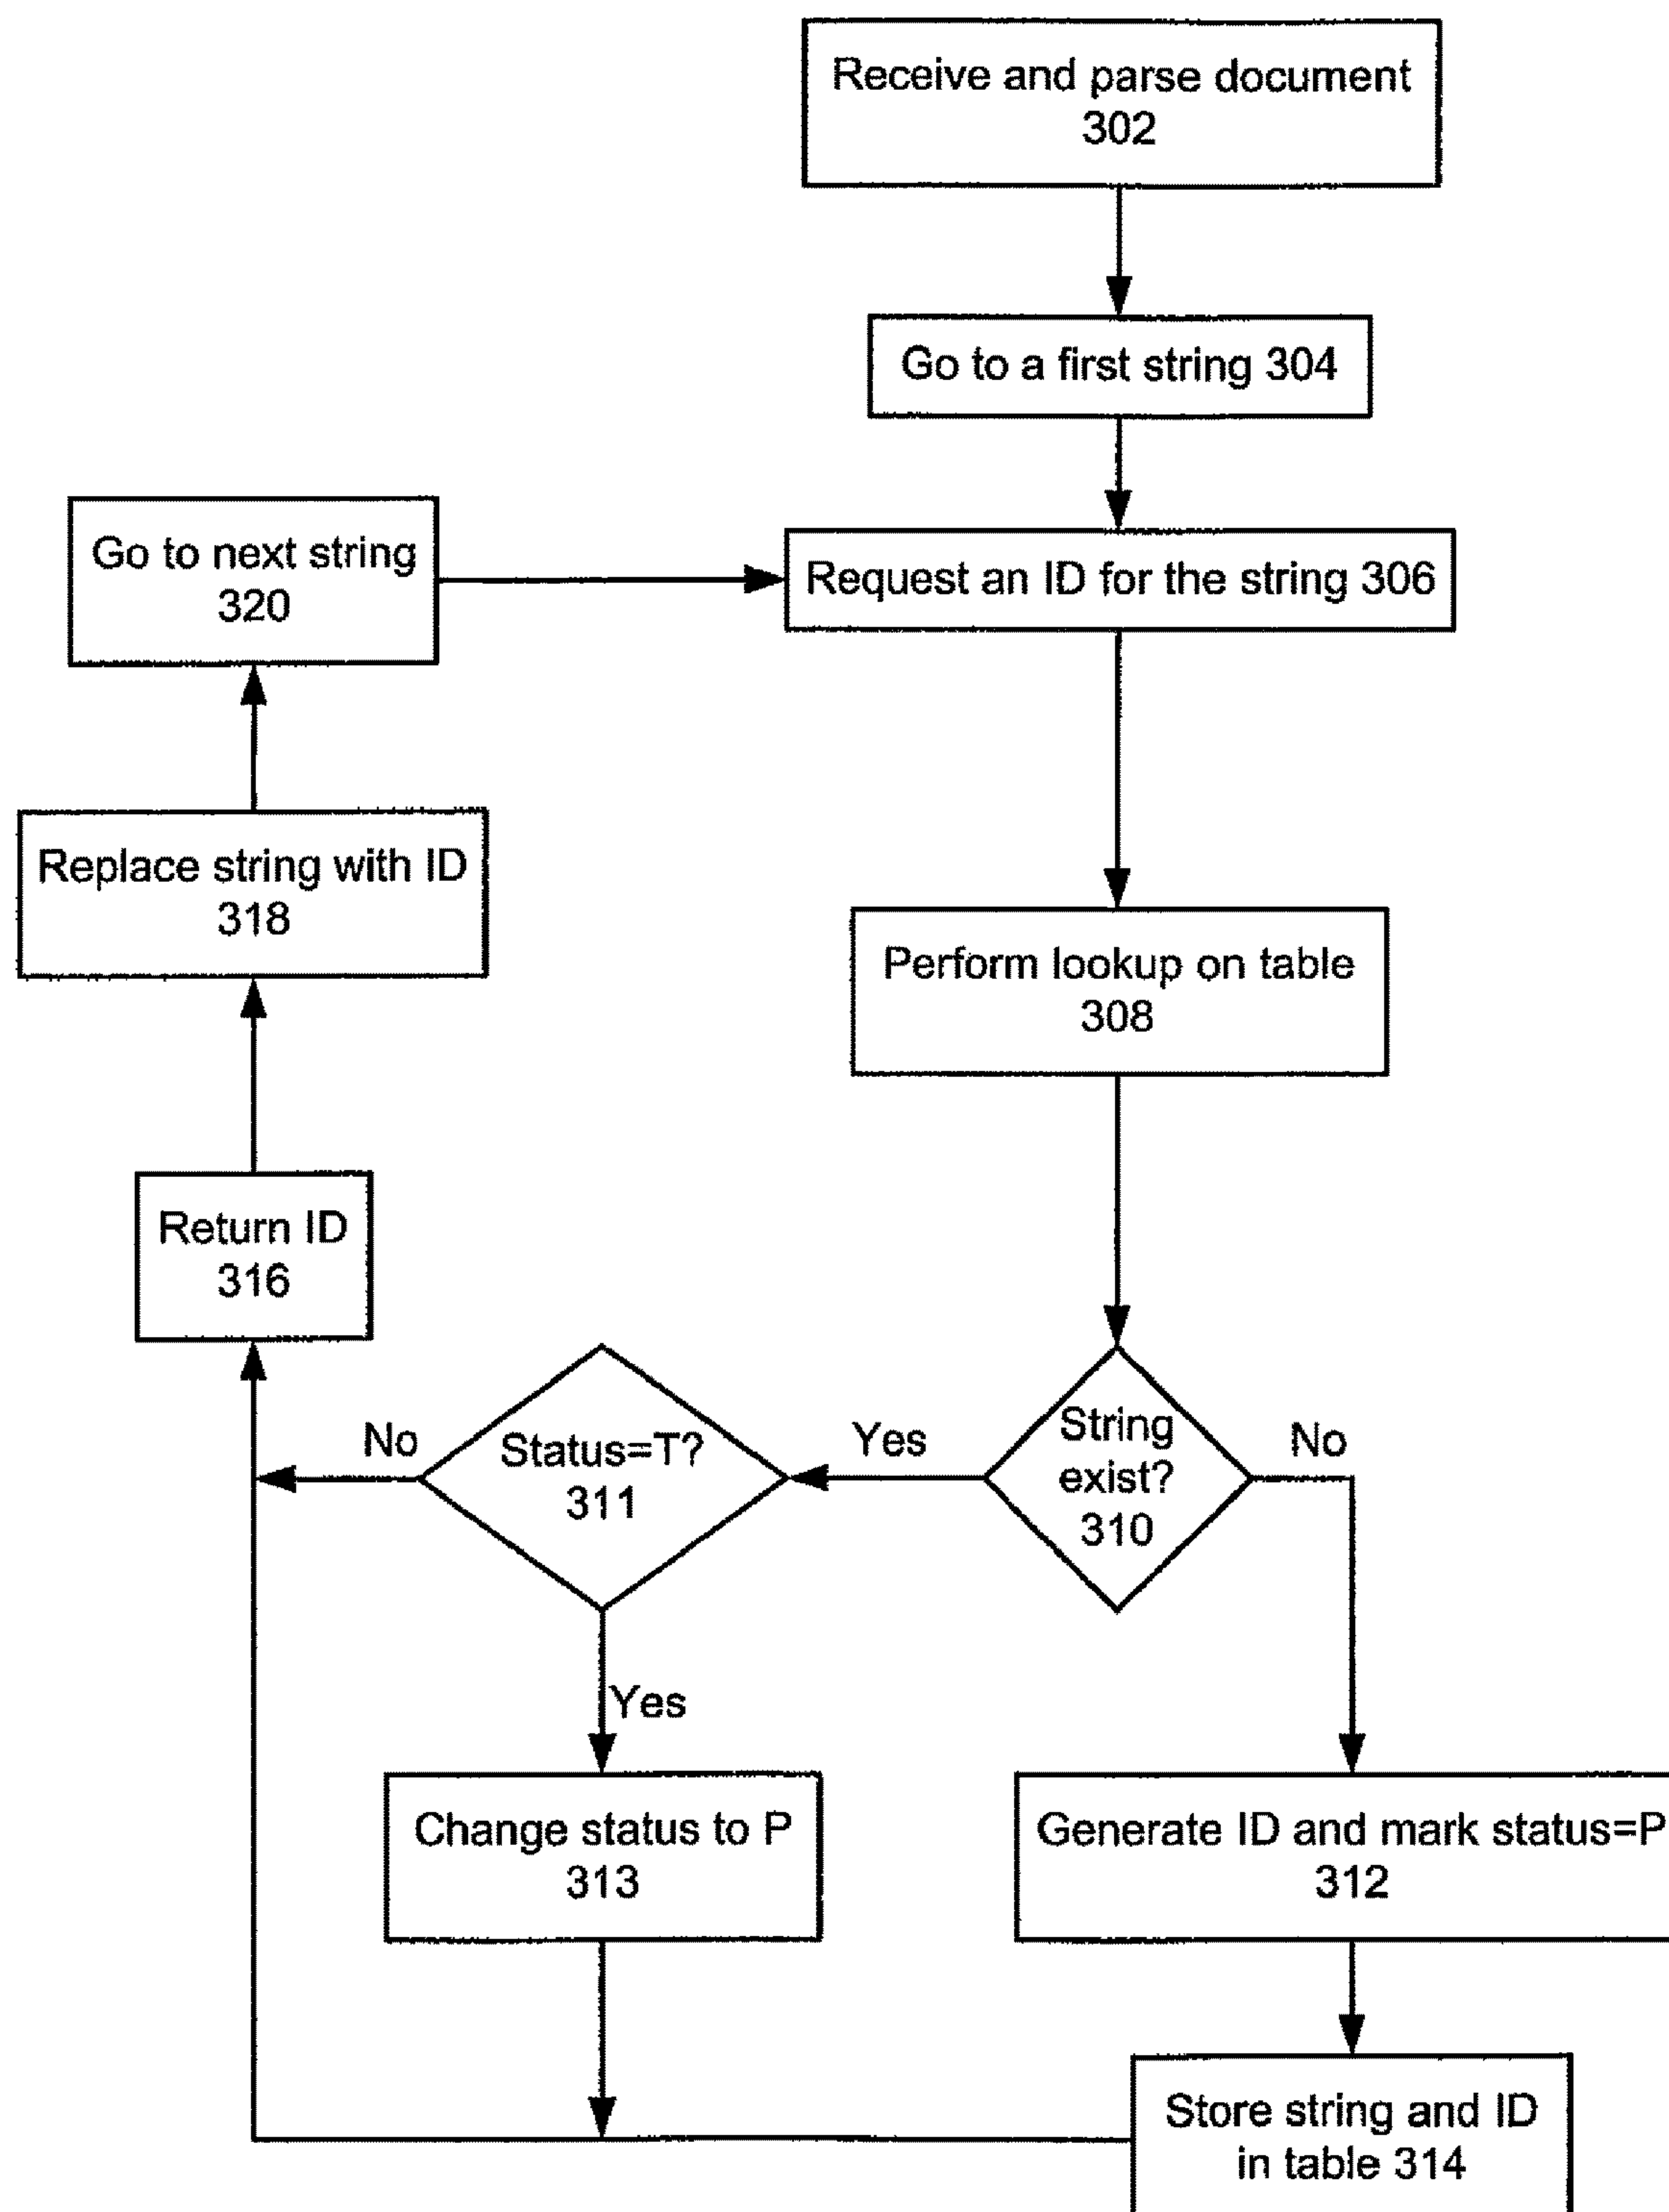 Receive and parse document
302
Go to a first string 304
Go to next string
320
Request an ID for the string 306
Replace string with ID
318
Perform lookup on table
308
Return ID
316
No
Status=T?
311
Yes
String
exist?
310
No
Yes
Change status to P
313
Generate ID and mark status=P
312
Store string and ID
in table 314